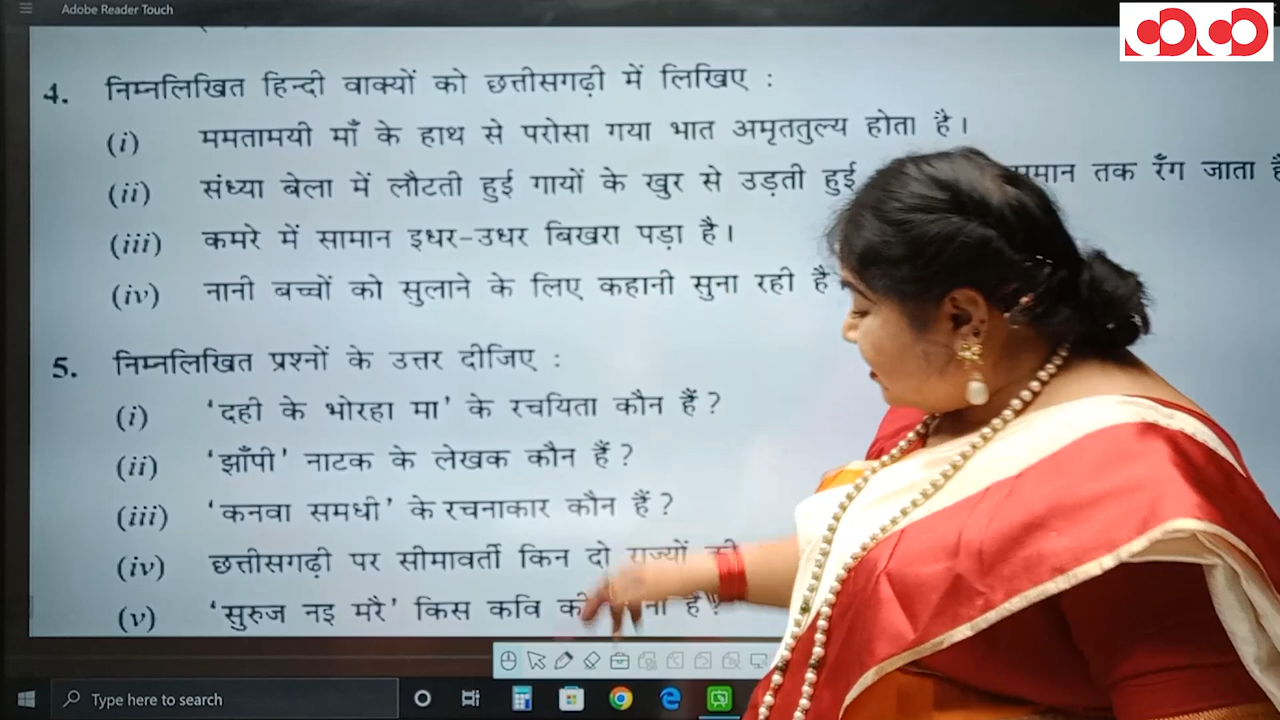 Adobe Reader Touch
4. निम्नलिखित हिन्दी वाक्यों को छत्तीसगढ़ी में लिखिए :
(i) ममतामयी माँ के हाथ से परोसा गया भात अमृततुल्य होता है।
(ii) संध्या बेला में लौटती हुई गायों के खुर से उड़ती हुई तक रँग जाता है
(iii) कमरे में सामान इधर-उधर बिखरा पड़ा है।
(iv) नानी बच्चों को सुलाने के लिए कहानी सुना रही है
5. निम्नलिखित प्रश्नों के उत्तर दीजिए :
(i) 'दही के भोरहा मा' के रचयिता कौन हैं?
(ii) 'झाँपी' नाटक के लेखक कौन हैं?
(iii) 'कनवा समधी' के रचनाकार कौन हैं?
(iv) छत्तीसगढ़ी पर सीमावर्ती किन दो राज्यों की
(v) 'सुरुज नइ मरै' किस कवि की है?
Type here to search